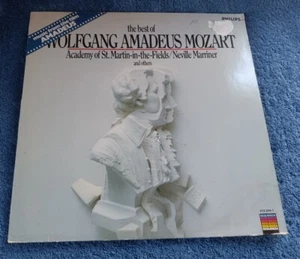 PHILIPS
the best of
WOLFGANG AMADEUS MOZART
Academy of St. Martin-in-the-Fields/Neville Marriner
and others